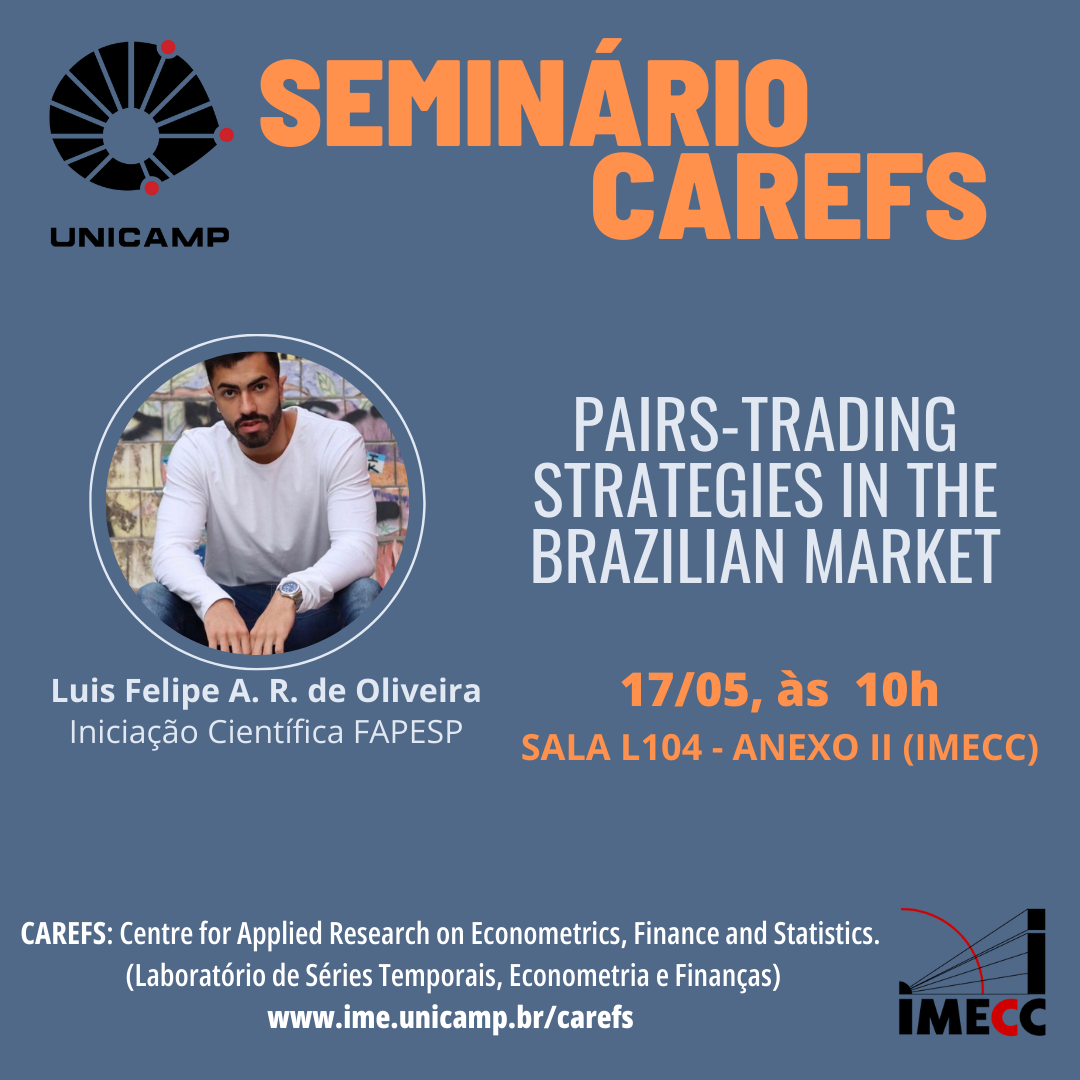 UNICAMP
SEMINÁRIO
CAREFS
PAIRS-TRADING
STRATEGIES IN THE
BRAZILIAN MARKET
Luis Felipe A. R. de Oliveira
Iniciação Científica FAPESP
17/05, às 10h
SALA L104 - ANEXO II (IMECC)
CAREFS: Centre for Applied Research on Econometrics, Finance and Statistics.
(Laboratório de Séries Temporais, Econometria e Finanças)
www.ime.unicamp.br/carefs
iMECC